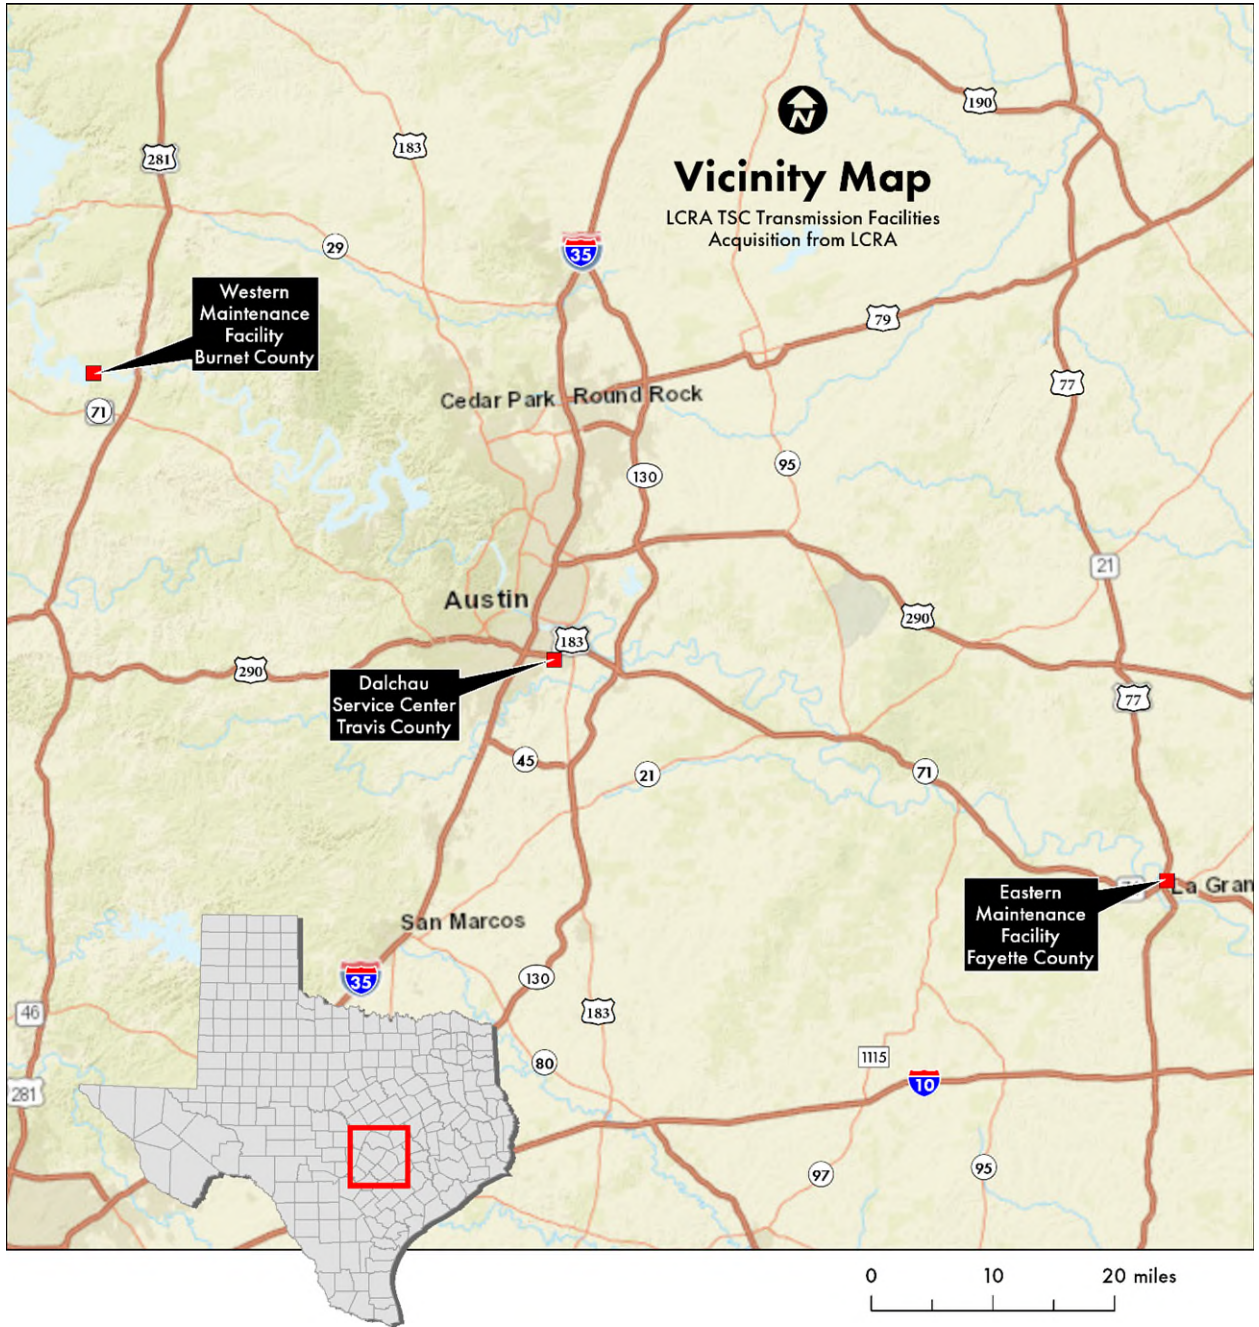 190
281
183
N
Vicinity Map
LCRA TSC Transmission Facilities
Acquisition from LCRA
29
35
Western
Maintenance
Facility
Burnet County
79
77
71
Cedar Park
Round Rock
95
130
21
Austin
290
183
290
Dalchau
Service Center
Travis County
77
45
21
71
Eastern
Maintenance
Facility
Fayette County
La Gran
San Marcos
35
130
46
183
80
1115
10
281
97
95
0 10 20 miles